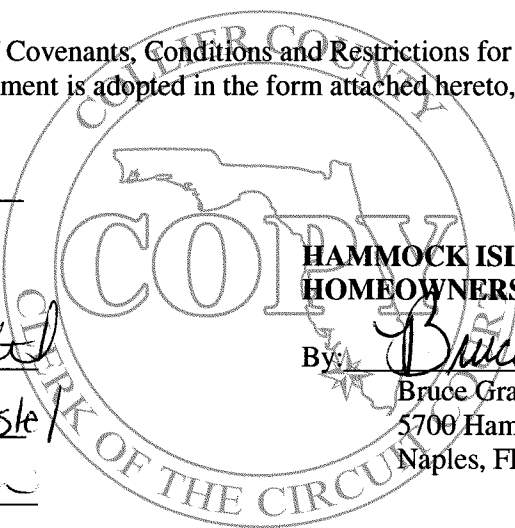 f Covenants, Conditions and Restrictions for
ment is adopted in the form attached hereto,
COLLIER COUNTY
COPY
CLERK OF THE CIRCUIT COURT
HAMMOCK ISL
HOMEOWNERS
By: Bruce
Bruce Gra
5700 Ham
Naples, Fl